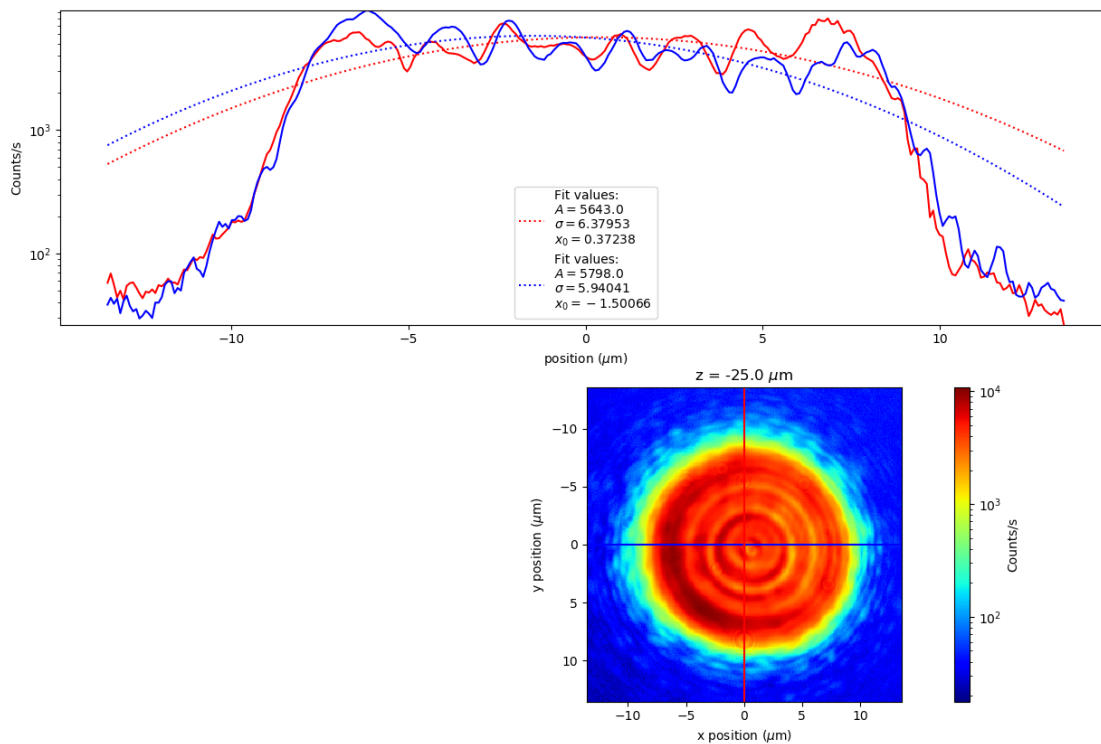 Counts/s
10³
10²
Fit values:
A = 5643.0
σ = 6.37953
x₀ = 0.37238
Fit values:
A = 5798.0
σ = 5.94041
x₀ = −1.50066
−10 −5 0 5 10
position (μm)
z = -25.0 μm
y position (μm)
−10
−5
0
5
10
−10 −5 0 5 10
x position (μm)
10⁴
10³
10²
Counts/s